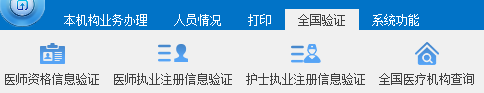 本机构业务办理 人员情况 打印 全国验证 系统功能
医师资格信息验证 医师执业注册信息验证 护士执业注册信息验证 全国医疗机构查询